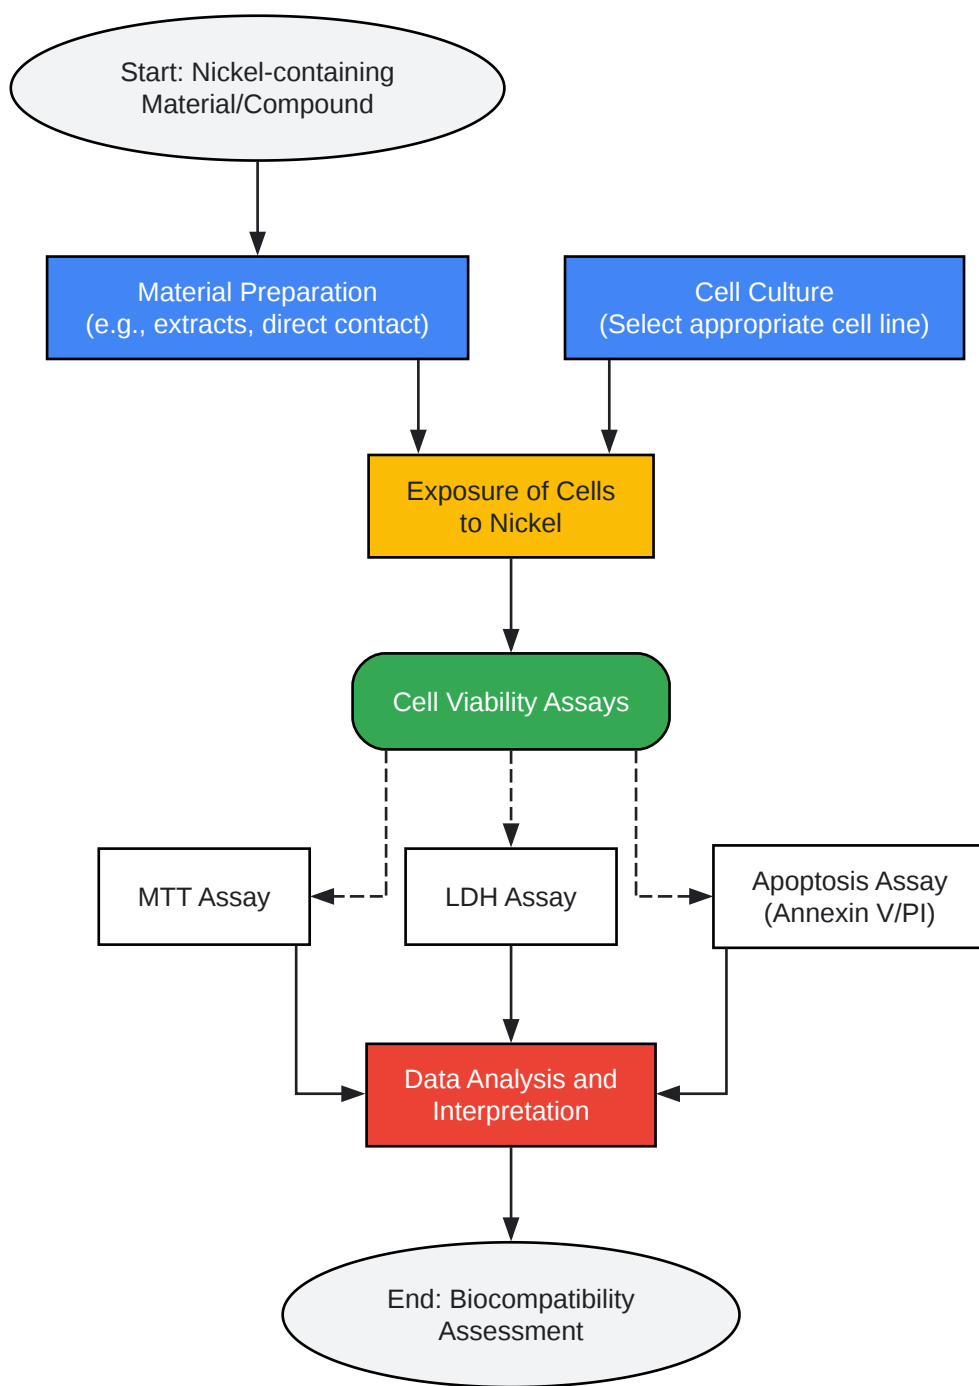 Start: Nickel-containing
Material/Compound
Material Preparation
(e.g., extracts, direct contact)
Cell Culture
(Select appropriate cell line)
Exposure of Cells
to Nickel
Cell Viability Assays
MTT Assay
LDH Assay
Apoptosis Assay
(Annexin V/PI)
Data Analysis and
Interpretation
End: Biocompatibility
Assessment